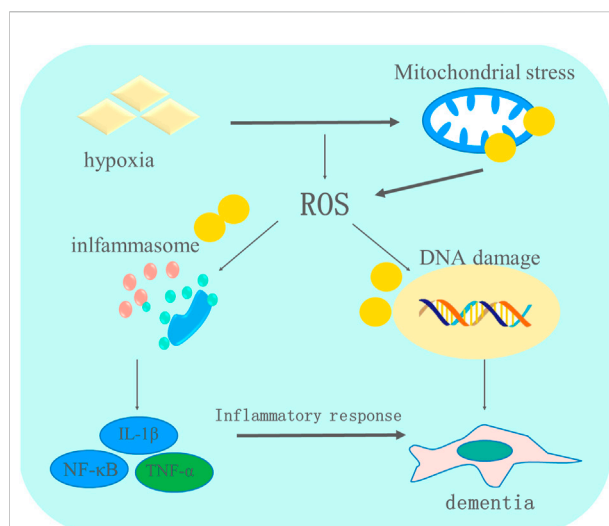 Mitochondrial stress
hypoxia
ROS
inlfammasome
DNA damage
IL-1β
Inflammatory response
NF-κB
TNF-α
dementia